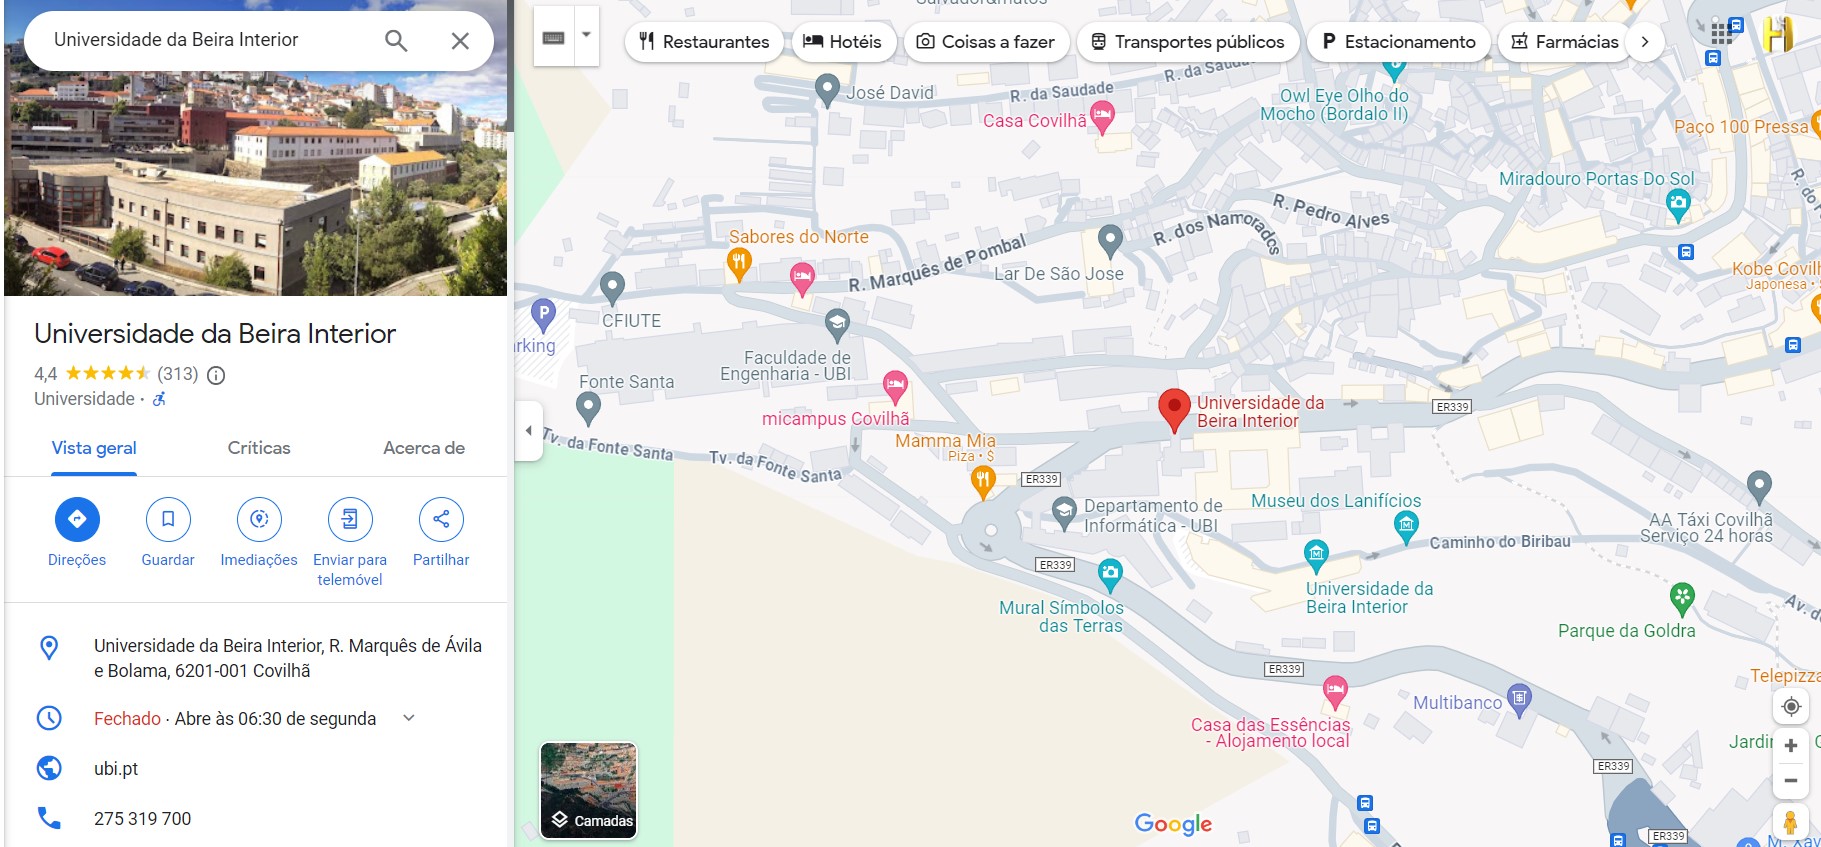 Universidade da Beira Interior
Universidade da Beira Interior
4,4 (313)
Universidade ·
Vista geral
Críticas
Acerca de
Direções
Guardar
Imediações
Enviar para
telemóvel
Partilhar
Universidade da Beira Interior, R. Marquês de Ávila
e Bolama, 6201-001 Covilhã
Fechado · Abre às 06:30 de segunda
ubi.pt
275 319 700
Restaurantes
Hotéis
Coisas a fazer
Transportes públicos
P Estacionamento
Farmácias
José David
R. da Saudade
R. da Saudade
Casa Covilhã
Owl Eye Olho do
Mocho (Bordalo II)
Paço 100 Pressa
Miradouro Portas Do Sol
R. Pedro Alves
R. dos Namorados
Sabores do Norte
R. Marquês de Pombal
Lar De São Jose
Kobe Covilh
Japonesa •
CFIUTE
P
rking
Faculdade de
Engenharia - UBI
Fonte Santa
micampus Covilhã
Universidade da
Beira Interior
ER339
Mamma Mia
Piza • $
Tv. da Fonte Santa
Tv. da Fonte Santa
ER339
Departamento de
Informática - UBI
Museu dos Lanifícios
AA Táxi Covilhã
Serviço 24 horas
Caminho do Biribau
ER339
Universidade da
Beira Interior
Mural Símbolos
das Terras
Parque da Goldra
Av. d
ER339
Telepizza
Multibanco
Casa das Essências
- Alojamento local
Jardi
ER339
Camadas
Google
ER339
M. Xav